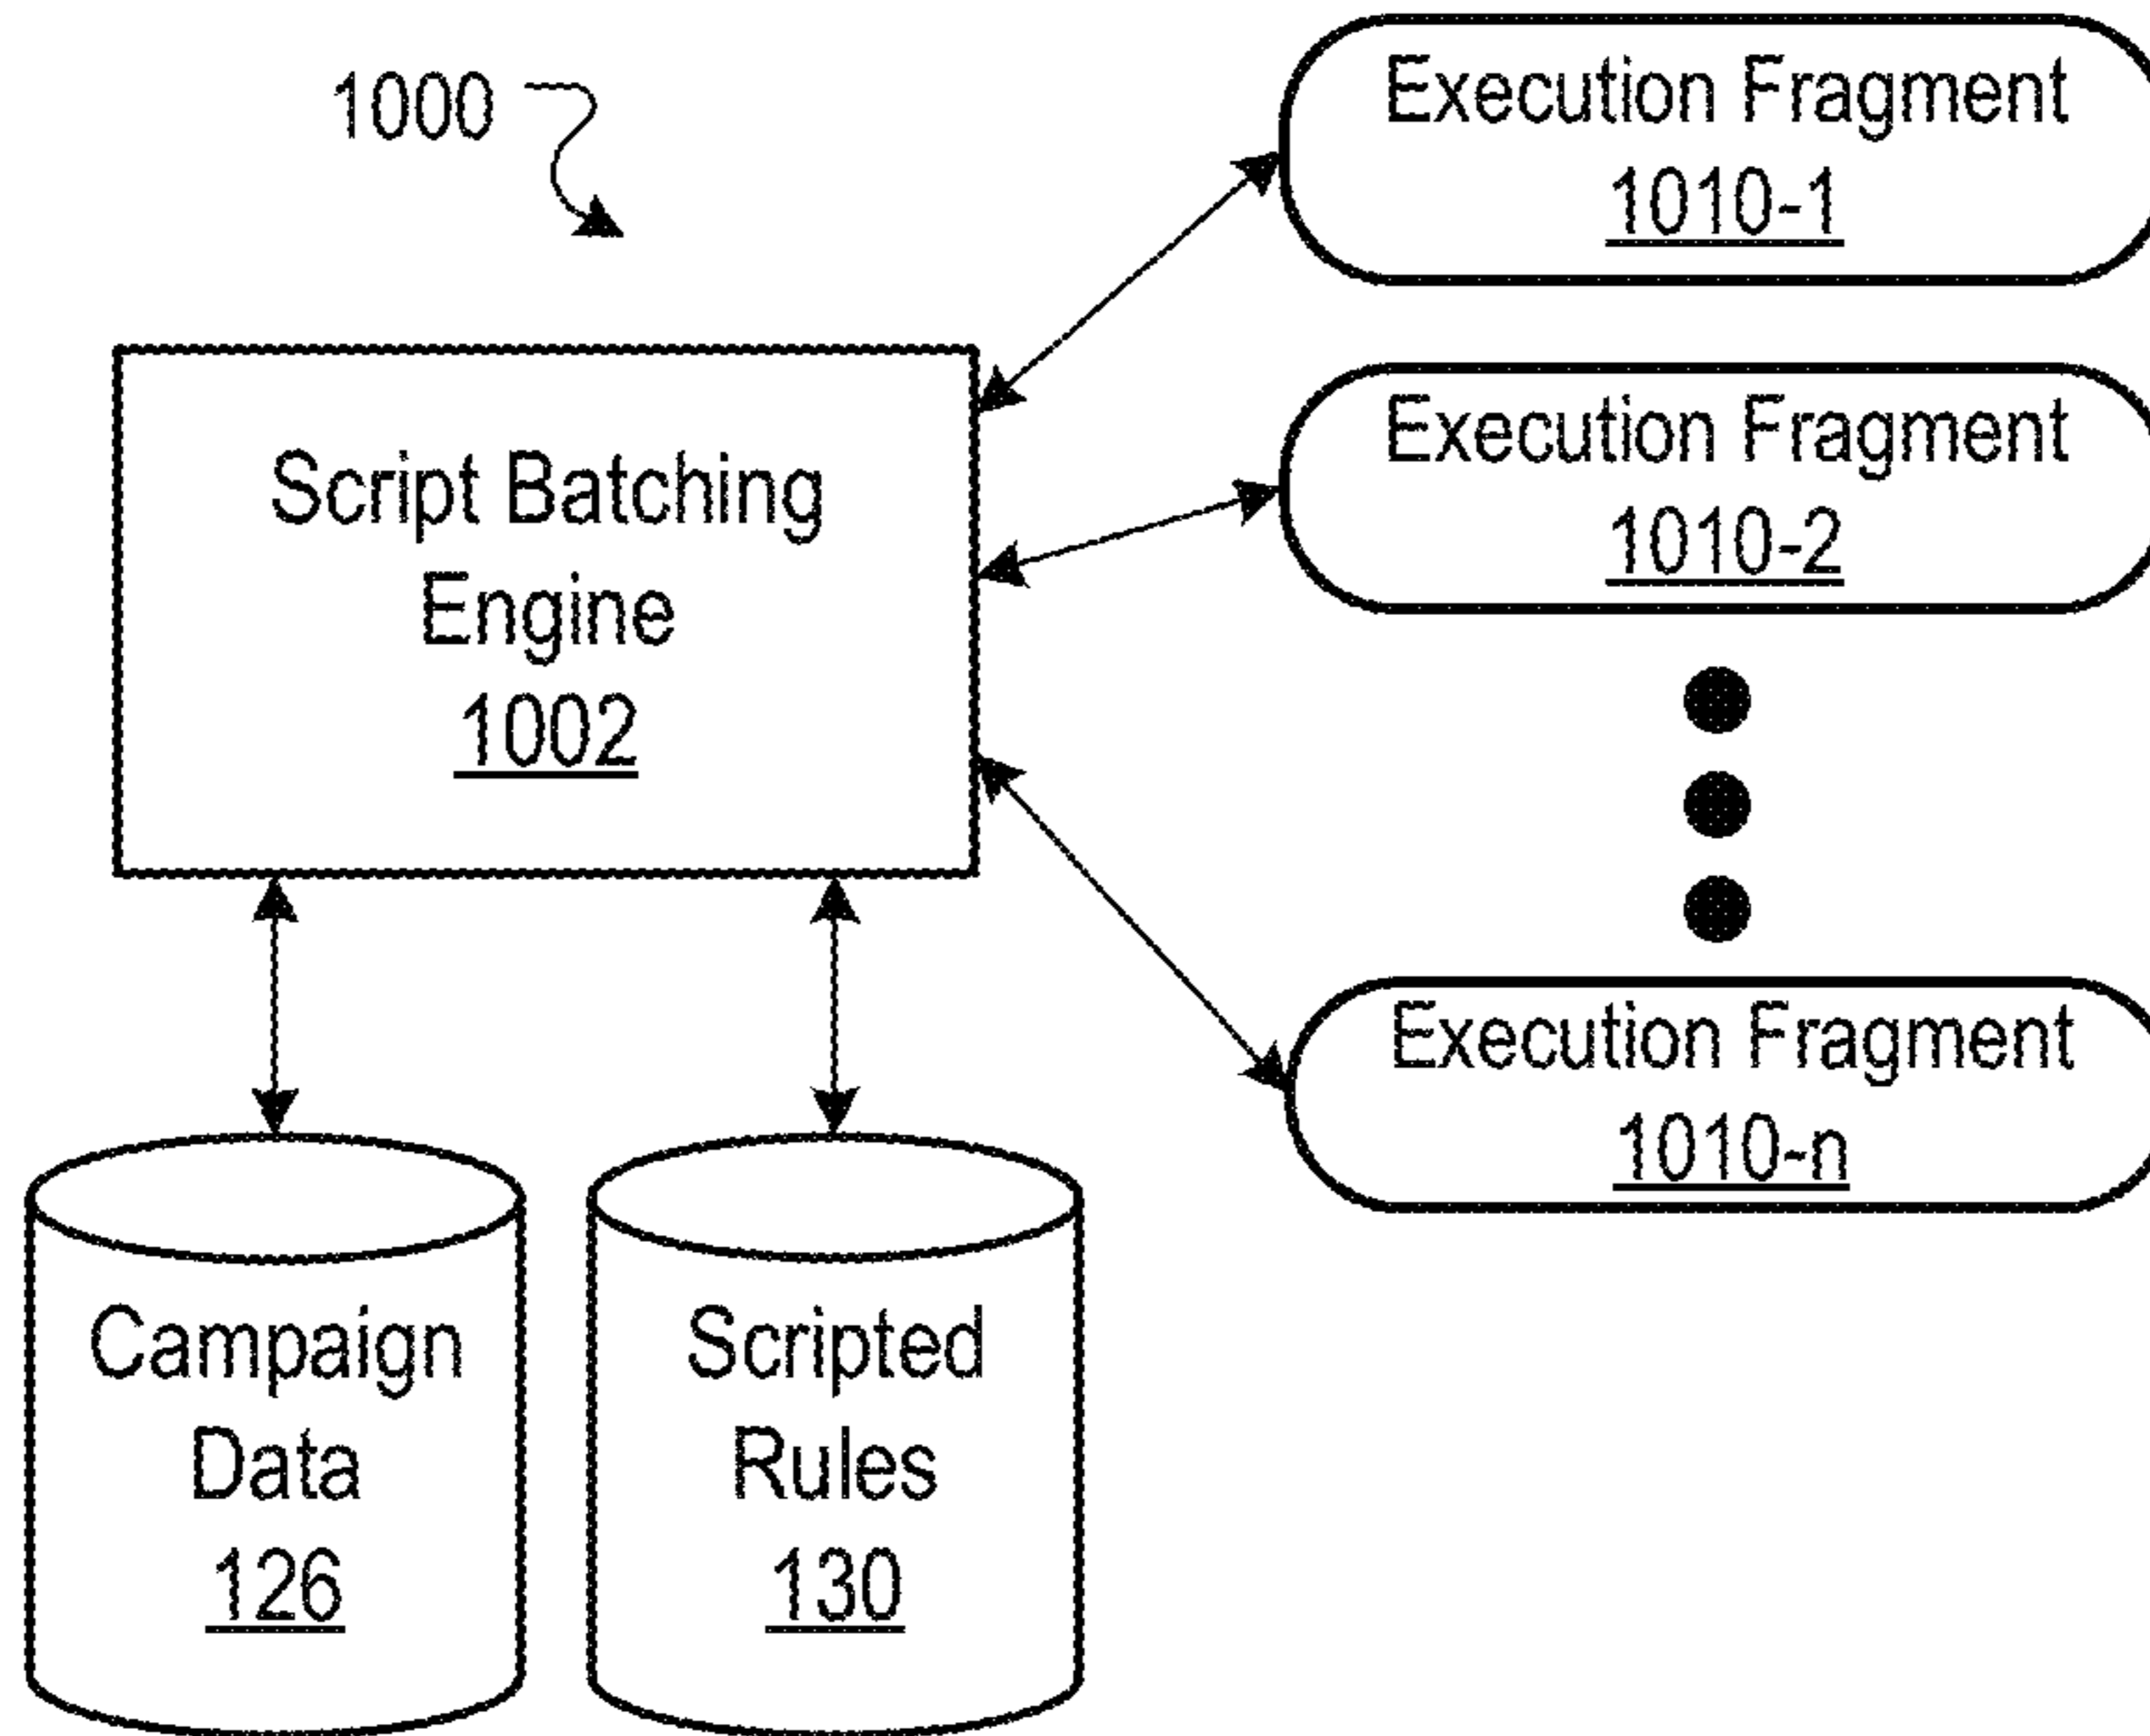 1000
Execution Fragment
1010-1
Execution Fragment
1010-2
Script Batching
Engine
1002
Execution Fragment
1010-n
Campaign
Data
126
Scripted
Rules
130